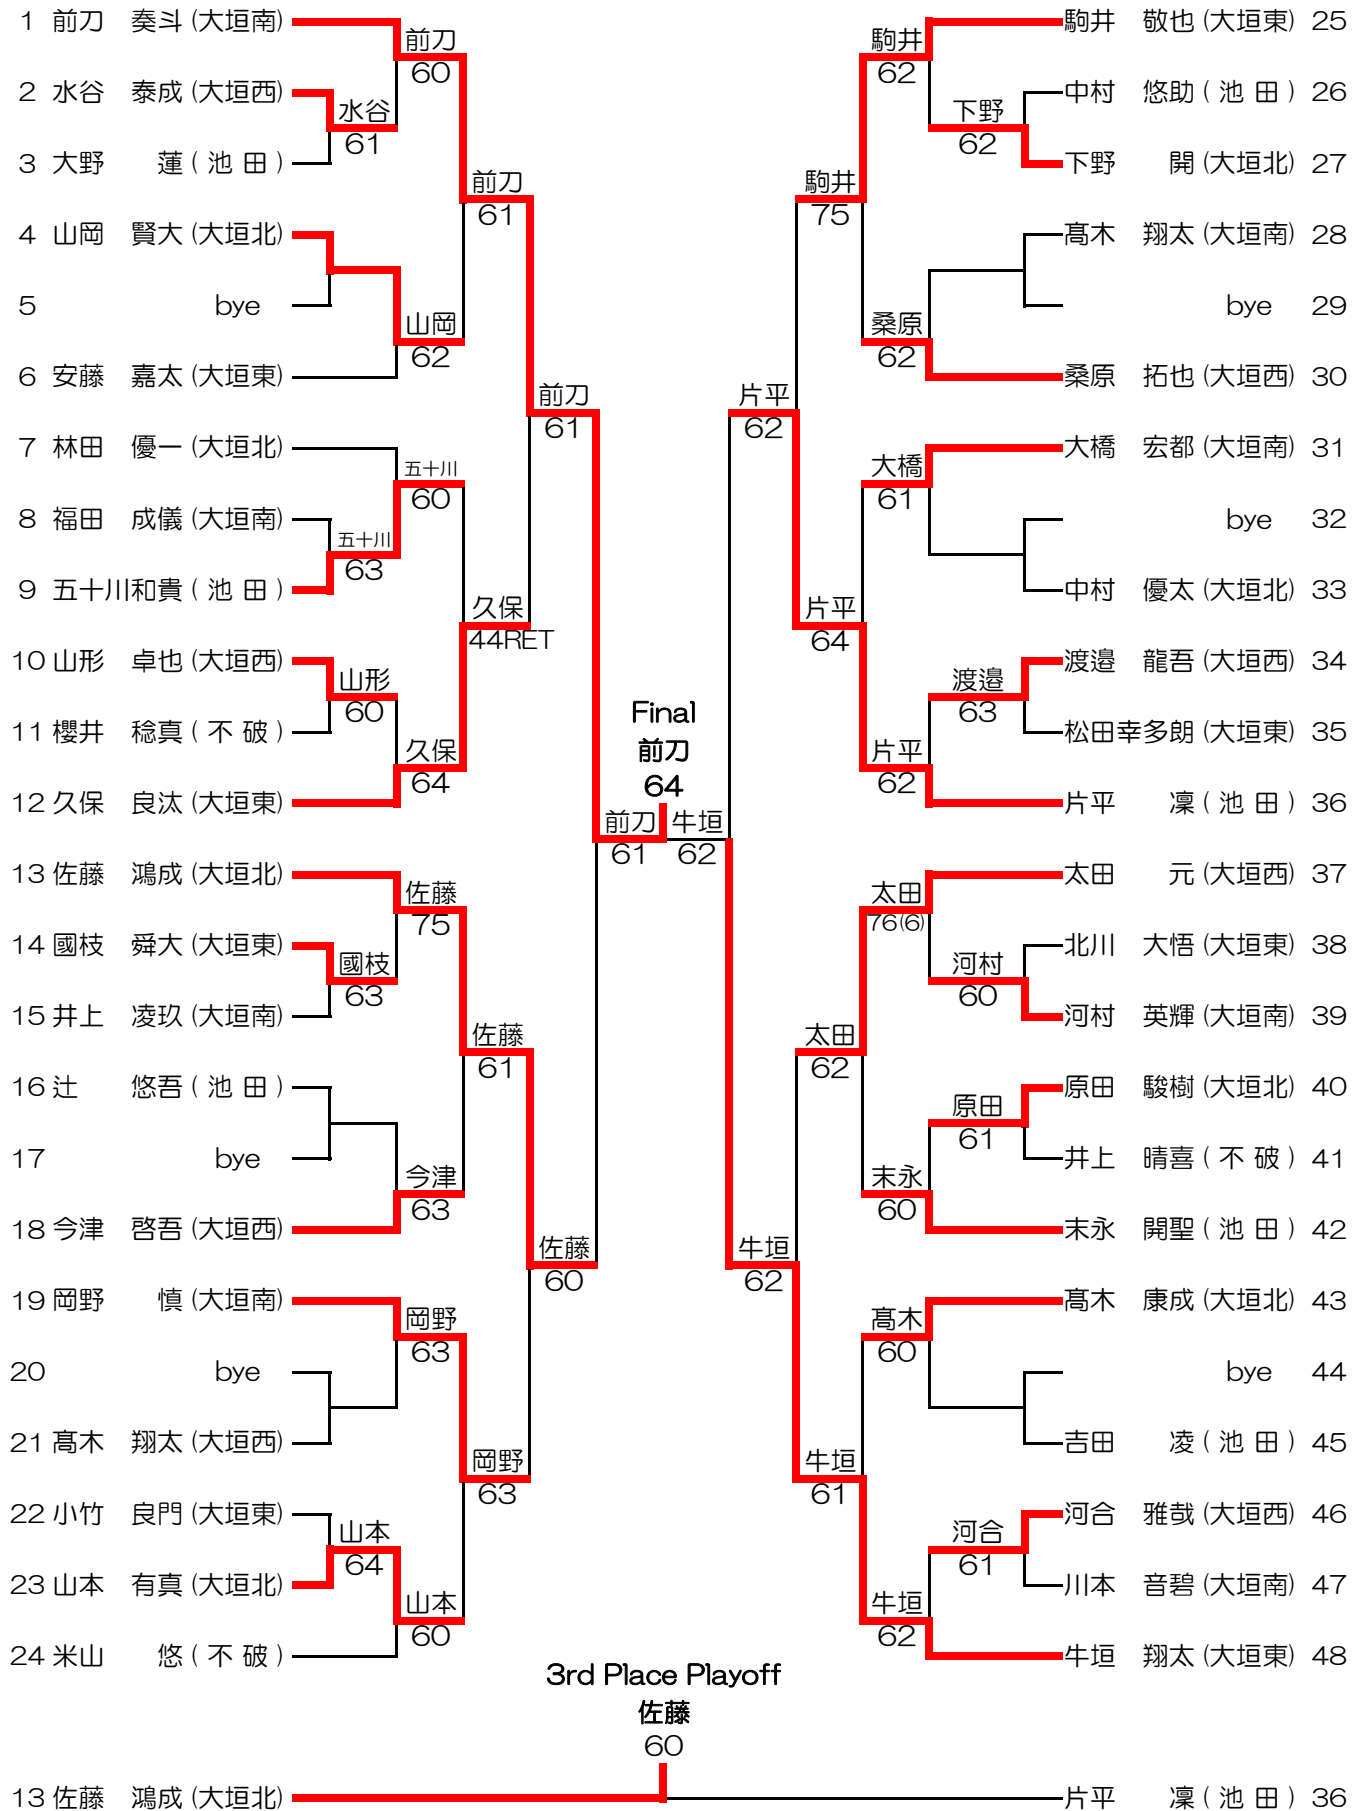 1 前刀 奏斗 (大垣南)
2 水谷 泰成 (大垣西)
3 大野 蓮 ( 池 田 )
4 山岡 賢大 (大垣北)
5 bye
6 安藤 嘉太 (大垣東)
7 林田 優一 (大垣北)
8 福田 成儀 (大垣南)
9 五十川和貴 ( 池 田 )
10 山形 卓也 (大垣西)
11 櫻井 稔真 ( 不 破 )
12 久保 良汰 (大垣東)
13 佐藤 鴻成 (大垣北)
14 國枝 舜大 (大垣東)
15 井上 凌玖 (大垣南)
16 辻 悠吾 ( 池 田 )
17 bye
18 今津 啓吾 (大垣西)
19 岡野 慎 (大垣南)
20 bye
21 髙木 翔太 (大垣西)
22 小竹 良門 (大垣東)
23 山本 有真 (大垣北)
24 米山 悠 ( 不 破 )
水谷
61
五十川
63
山形
60
國枝
63
山本
64
前刀
60
山岡
62
五十川
60
久保
64
佐藤
75
今津
63
岡野
63
山本
60
前刀
61
久保
44RET
佐藤
61
岡野
63
前刀
61
佐藤
60
前刀
61
Final
前刀
64
牛垣
62
片平
62
牛垣
62
駒井
75
片平
64
太田
62
牛垣
61
駒井
62
桑原
62
大橋
61
片平
62
太田
76(6)
末永
60
髙木
60
牛垣
62
下野
62
渡邉
63
河村
60
原田
61
河合
61
駒井 敬也 (大垣東) 25
中村 悠助 ( 池 田 ) 26
下野 開 (大垣北) 27
髙木 翔太 (大垣南) 28
bye 29
桑原 拓也 (大垣西) 30
大橋 宏都 (大垣南) 31
bye 32
中村 優太 (大垣北) 33
渡邉 龍吾 (大垣西) 34
松田幸多朗 (大垣東) 35
片平 凜 ( 池 田 ) 36
太田 元 (大垣西) 37
北川 大悟 (大垣東) 38
河村 英輝 (大垣南) 39
原田 駿樹 (大垣北) 40
井上 晴喜 ( 不 破 ) 41
末永 開聖 ( 池 田 ) 42
髙木 康成 (大垣北) 43
bye 44
吉田 凌 ( 池 田 ) 45
河合 雅哉 (大垣西) 46
川本 音碧 (大垣南) 47
牛垣 翔太 (大垣東) 48
3rd Place Playoff
佐藤
60
13 佐藤 鴻成 (大垣北)
片平 凜 ( 池 田 ) 36